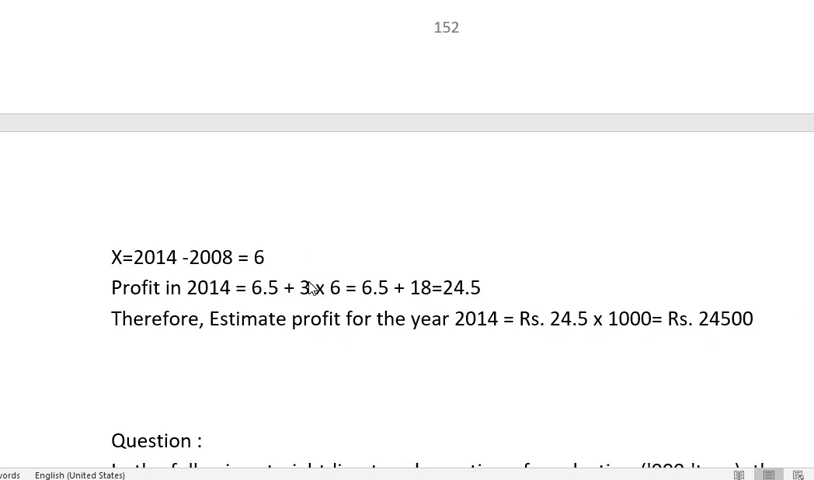 152
X=2014 -2008 = 6
Profit in 2014 = 6.5 + 3 x 6 = 6.5 + 18=24.5
Therefore, Estimate profit for the year 2014 = Rs. 24.5 x 1000= Rs. 24500
Question :
English (United States)